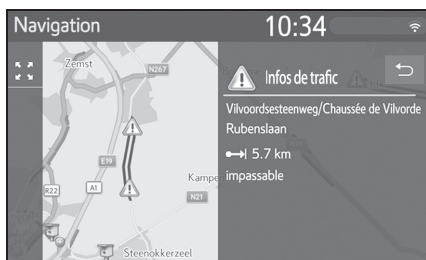 Navigation
10:34
Zemst
N267
E19
R22
A1
Kampe
N21
Steenokkerzeel
Infos de trafic
Vilvoordsesteenweg/Chaussée de Vilvorde
Rubenslaan
5.7 km
impassable